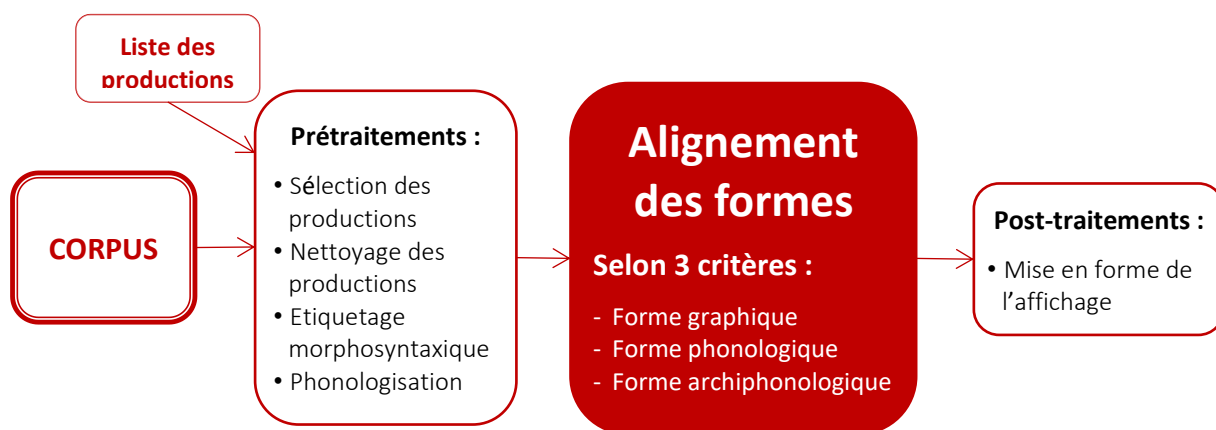 Liste des
productions
CORPUS
Prétraitements :
• Sélection des
productions
• Nettoyage des
productions
• Etiquetage
morphosyntaxique
• Phonologisation
Alignement
des formes
Selon 3 critères :
- Forme graphique
- Forme phonologique
- Forme archiphonologique
Post-traitements :
• Mise en forme de
l'affichage